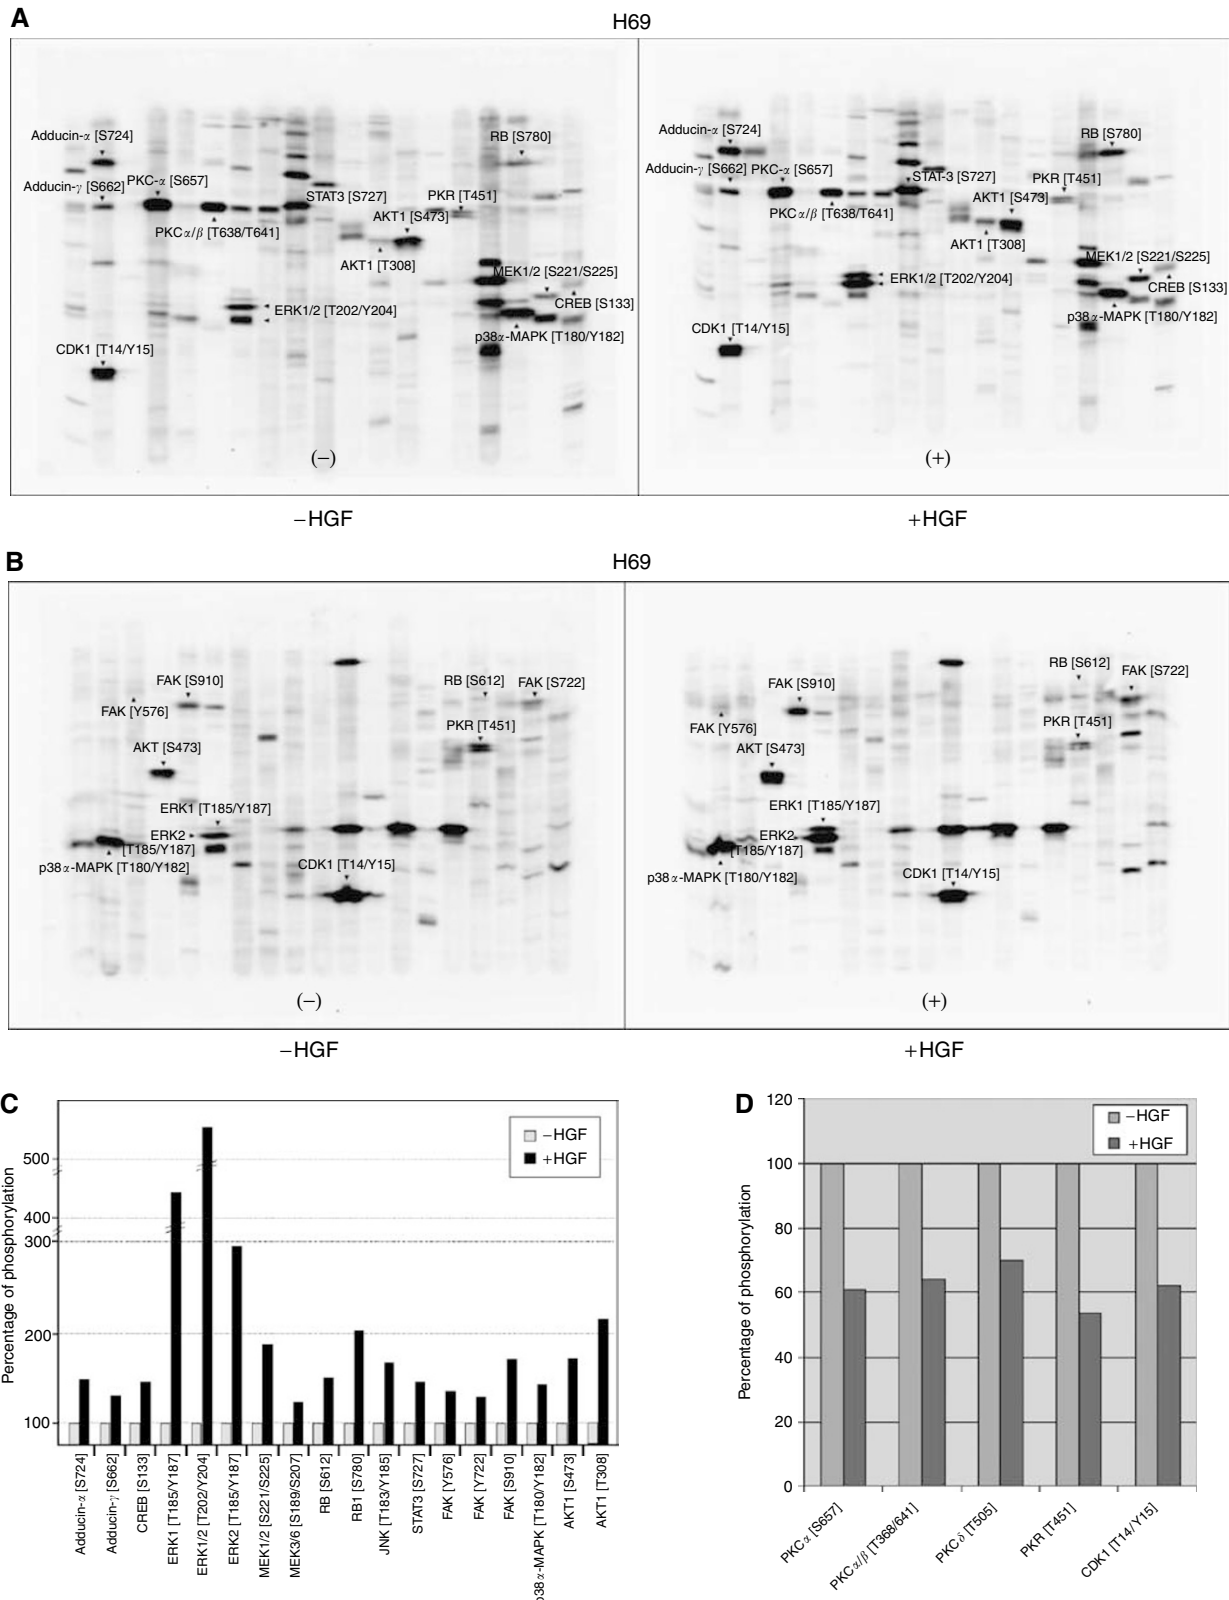 A
H69
Adducin-α [S724]
Adducin-γ [S662]
PKC-α [S657]
PKCα/β [T638/T641]
STAT3 [S727]
AKT1 [S473]
AKT1 [T308]
PKR [T451]
RB [S780]
MEK1/2 [S221/S225]
CREB [S133]
ERK1/2 [T202/Y204]
p38α-MAPK [T180/Y182]
CDK1 [T14/Y15]
(−)
Adducin-α [S724]
Adducin-γ [S662]
PKC-α [S657]
PKCα/β [T638/T641]
STAT-3 [S727]
AKT1 [S473]
AKT1 [T308]
PKR [T451]
RB [S780]
MEK1/2 [S221/S225]
CREB [S133]
ERK1/2 [T202/Y204]
p38α-MAPK [T180/Y182]
CDK1 [T14/Y15]
(+)
−HGF
+HGF
B
H69
FAK [S910]
FAK [Y576]
AKT [S473]
ERK1 [T185/Y187]
ERK2
[T185/Y187]
p38α-MAPK [T180/Y182]
CDK1 [T14/Y15]
RB [S612]
FAK [S722]
PKR [T451]
(−)
FAK [S910]
FAK [Y576]
AKT [S473]
ERK1 [T185/Y187]
ERK2
[T185/Y187]
p38α-MAPK [T180/Y182]
CDK1 [T14/Y15]
RB [S612]
FAK [S722]
PKR [T451]
(+)
−HGF
+HGF
C
Percentage of phosphorylation
500
400
300
200
100
−HGF
+HGF
Adducin-α [S724]
Adducin-γ [S662]
CREB [S133]
ERK1 [T185/Y187]
ERK1/2 [T202/Y204]
ERK2 [T185/Y187]
MEK1/2 [S221/S225]
MEK3/6 [S189/S207]
RB [S612]
RB1 [S780]
JNK [T183/Y185]
STAT3 [S727]
FAK [Y576]
FAK [Y722]
FAK [S910]
p38α-MAPK [T180/Y182]
AKT1 [S473]
AKT1 [T308]
D
Percentage of phosphorylation
120
100
80
60
40
20
0
−HGF
+HGF
PKCα [S657]
PKCα/β [T368/641]
PKCδ [T505]
PKR [T451]
CDK1 [T14/Y15]